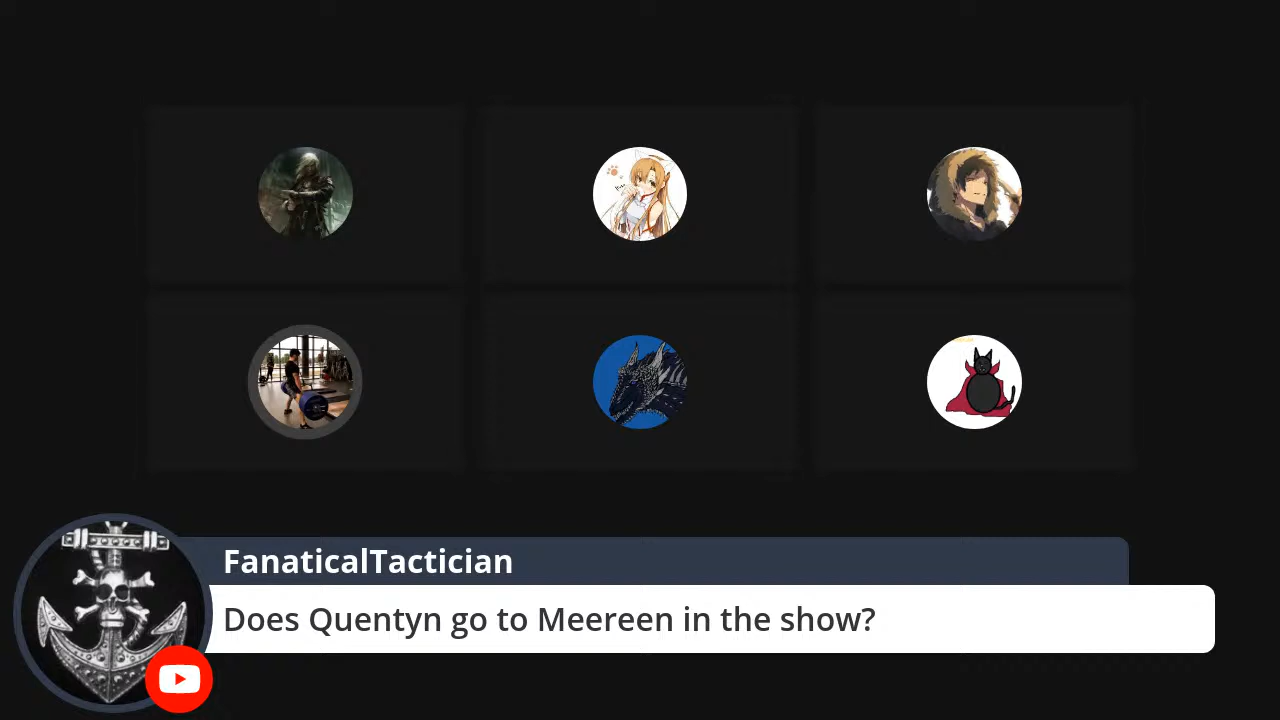 FanaticalTactician
Does Quentyn go to Meereen in the show?